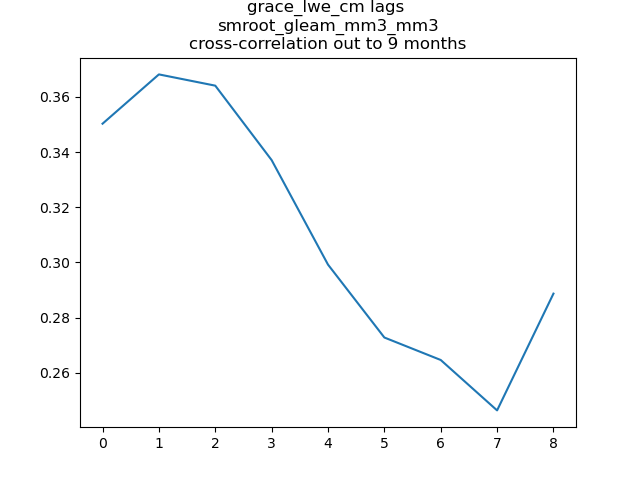 grace_lwe_cm lags
smroot_gleam_mm3_mm3
cross-correlation out to 9 months
0.36
0.34
0.32
0.30
0.28
0.26
0 1 2 3 4 5 6 7 8